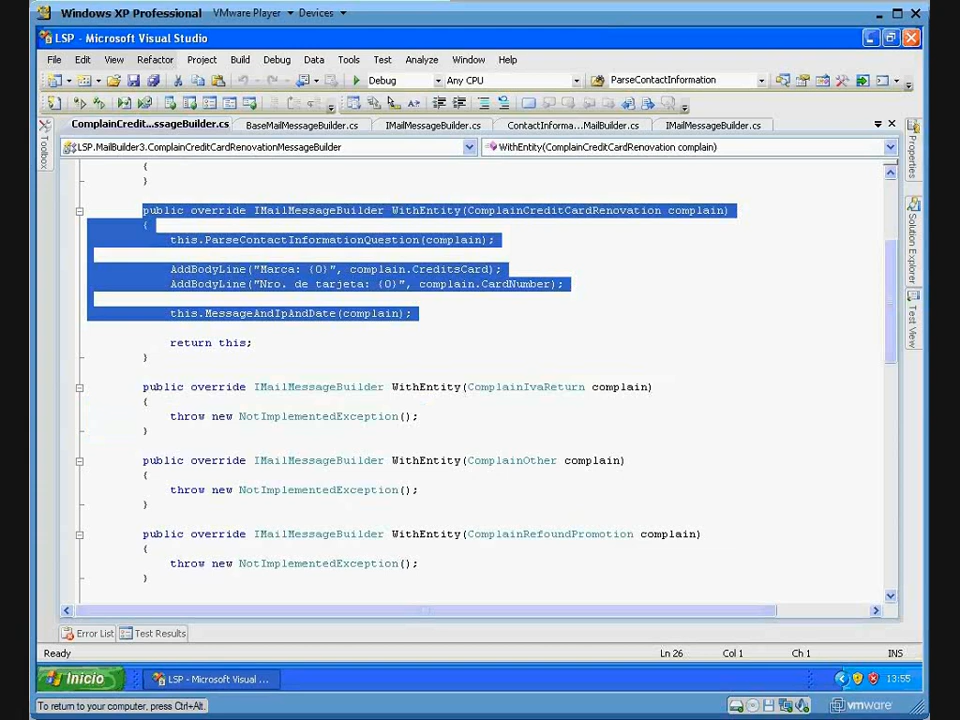 Windows XP Professional VMware Player Devices
LSP - Microsoft Visual Studio
File Edit View Refactor Project Build Debug Data Tools Test Analyze Window Help
Debug Any CPU ParseContactInformation
ComplainCredit...ssageBuilder.cs BaseMailMessageBuilder.cs IMailMessageBuilder.cs ContactInforma...MailBuilder.cs IMailMessageBuilder.cs
LSP.MailBuilder3.ComplainCreditCardRenovationMessageBuilder WithEntity(ComplainCreditCardRenovation complain)
Toolbox
Properties
Solution Explorer
Test View
{
}
public override IMailMessageBuilder WithEntity(ComplainCreditCardRenovation complain)
{
this.ParseContactInformationQuestion(complain);
AddBodyLine("Marca: {0}", complain.CreditsCard);
AddBodyLine("Nro. de tarjeta: {0}", complain.CardNumber);
this.MessageAndIpAndDate(complain);
return this;
}
public override IMailMessageBuilder WithEntity(ComplainIvaReturn complain)
{
throw new NotImplementedException();
}
public override IMailMessageBuilder WithEntity(ComplainOther complain)
{
throw new NotImplementedException();
}
public override IMailMessageBuilder WithEntity(ComplainRefoundPromotion complain)
{
throw new NotImplementedException();
}
Error List Test Results
Ready Ln 26 Col 1 Ch 1 INS
Inicio LSP - Microsoft Visual ... 13:55
To return to your computer, press Ctrl+Alt. vmware